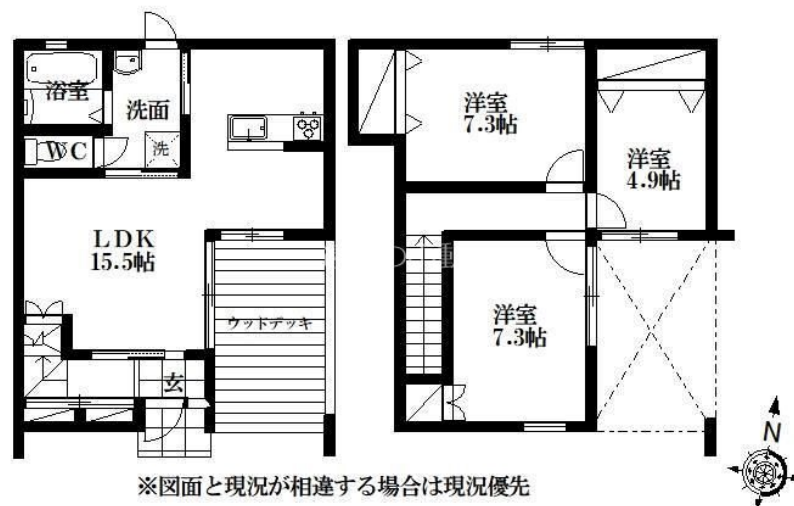 浴室
洗面
WC
洗
LDK
15.5帖
ウッドデッキ
玄
洋室
7.3帖
洋室
4.9帖
洋室
7.3帖
N
※図面と現況が相違する場合は現況優先